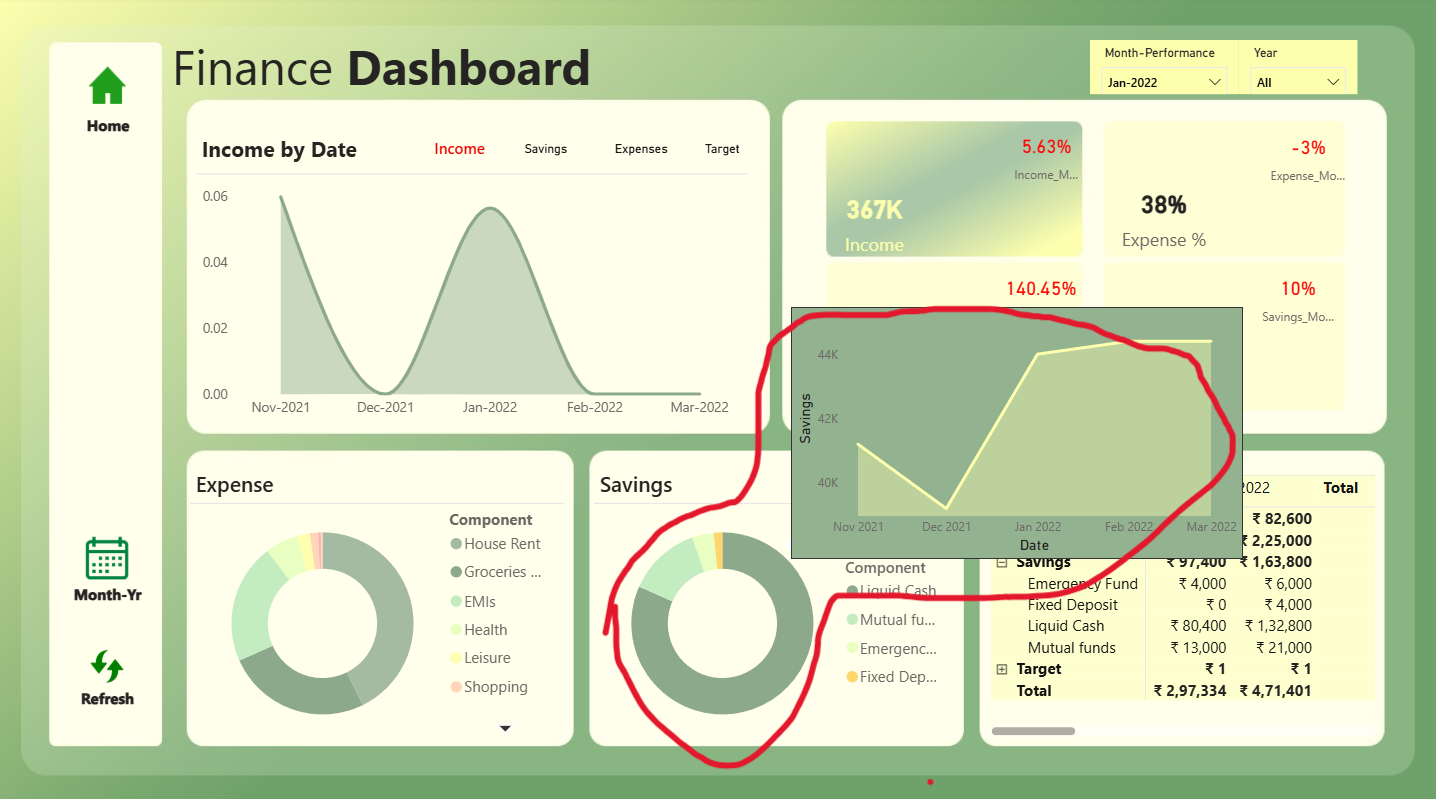 Finance Dashboard
Month-Performance
Year
Jan-2022
All
Home
Month-Yr
Refresh
Income by Date
Income
Savings
Expenses
Target
0.06
0.04
0.02
0.00
Nov-2021
Dec-2021
Jan-2022
Feb-2022
Mar-2022
5.63%
Income_M...
367K
Income
-3%
Expense_Mo...
38%
Expense %
140.45%
10%
Savings_Mo...
44K
42K
40K
Savings
Nov 2021
Dec 2021
Jan 2022
Feb 2022
Mar 2022
Date
Expense
Component
House Rent
Groceries ...
EMIs
Health
Leisure
Shopping
Savings
Component
Liquid Cash
Mutual fu...
Emergenc...
Fixed Dep...
2022 Total
₹ 82,600
₹ 2,25,000
Savings ₹ 97,400 ₹ 1,63,800
Emergency Fund ₹ 4,000 ₹ 6,000
Fixed Deposit ₹ 0 ₹ 4,000
Liquid Cash ₹ 80,400 ₹ 1,32,800
Mutual funds ₹ 13,000 ₹ 21,000
Target ₹ 1 ₹ 1
Total ₹ 2,97,334 ₹ 4,71,401